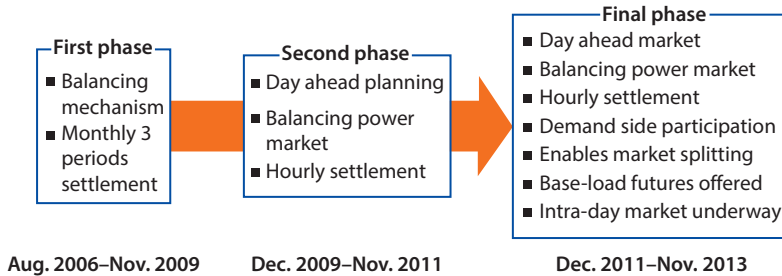 First phase
■ Balancing
mechanism
■ Monthly 3
periods
settlement
Aug. 2006–Nov. 2009
Second phase
■ Day ahead planning
■ Balancing power
market
■ Hourly settlement
Dec. 2009–Nov. 2011
Final phase
■ Day ahead market
■ Balancing power market
■ Hourly settlement
■ Demand side participation
■ Enables market splitting
■ Base-load futures offered
■ Intra-day market underway
Dec. 2011–Nov. 2013